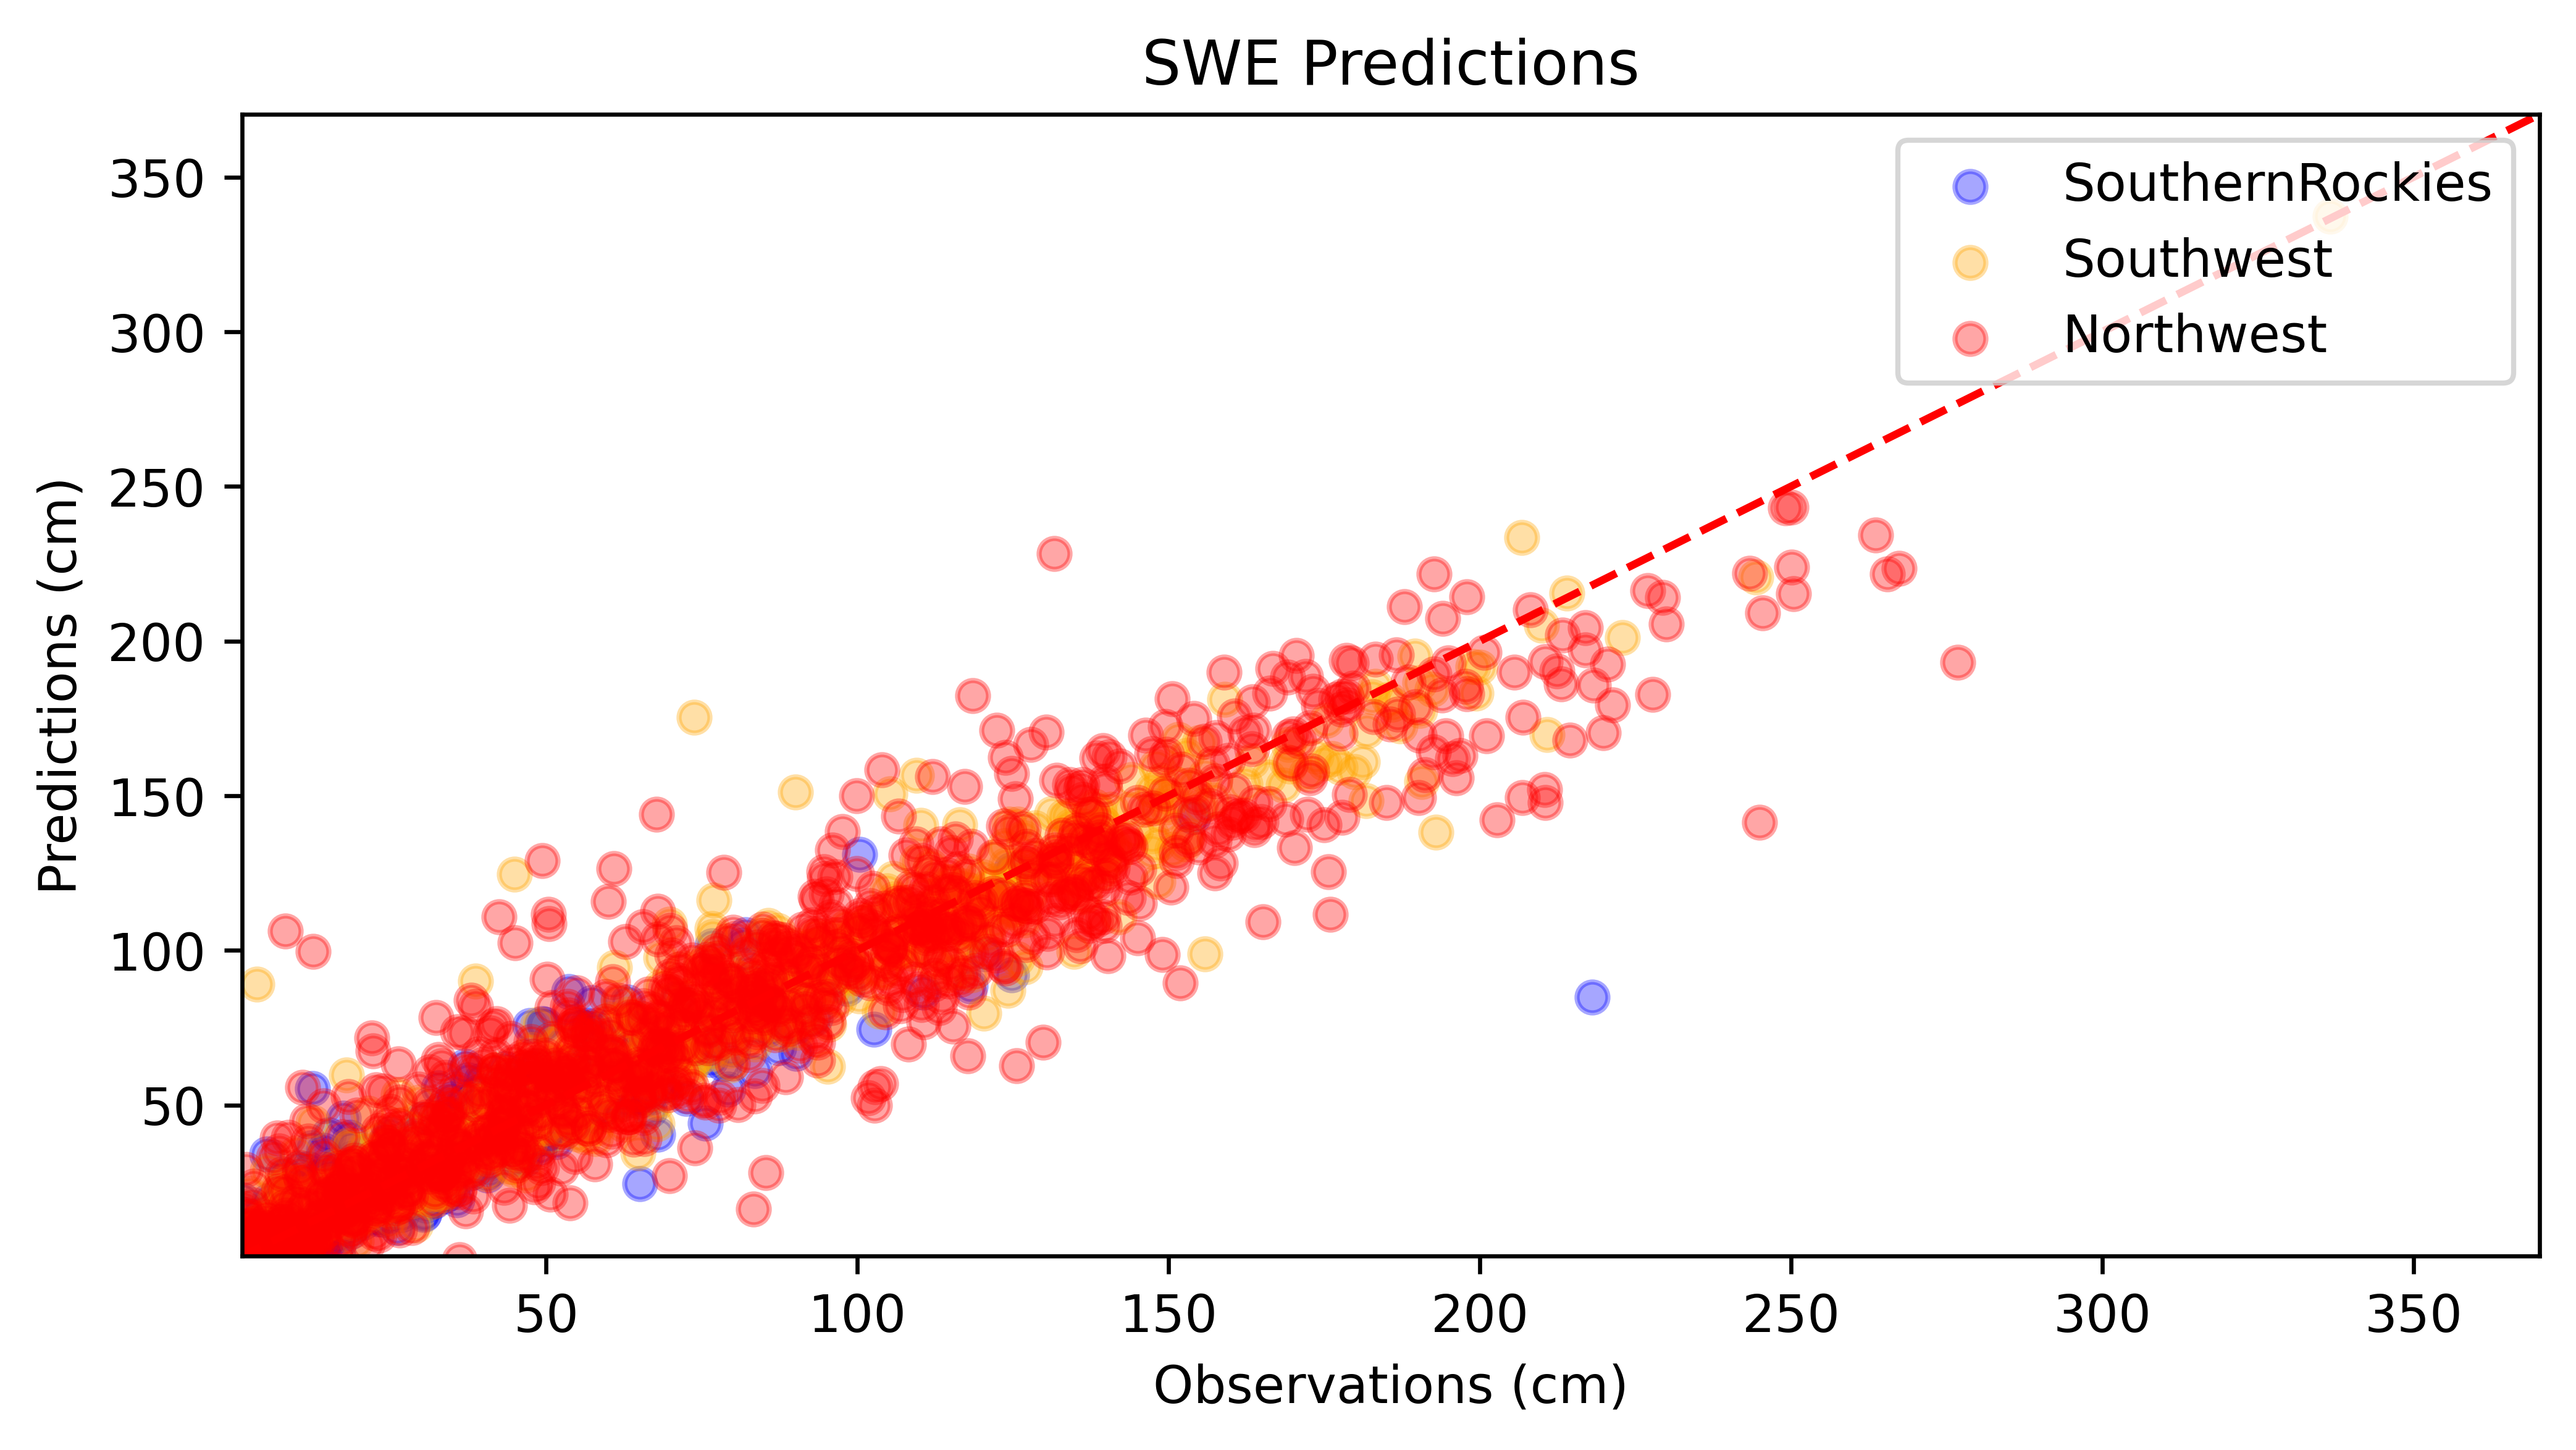 SWE Predictions
350
300
250
200
150
100
50
Predictions (cm)
SouthernRockies
Southwest
Northwest
50 100 150 200 250 300 350
Observations (cm)